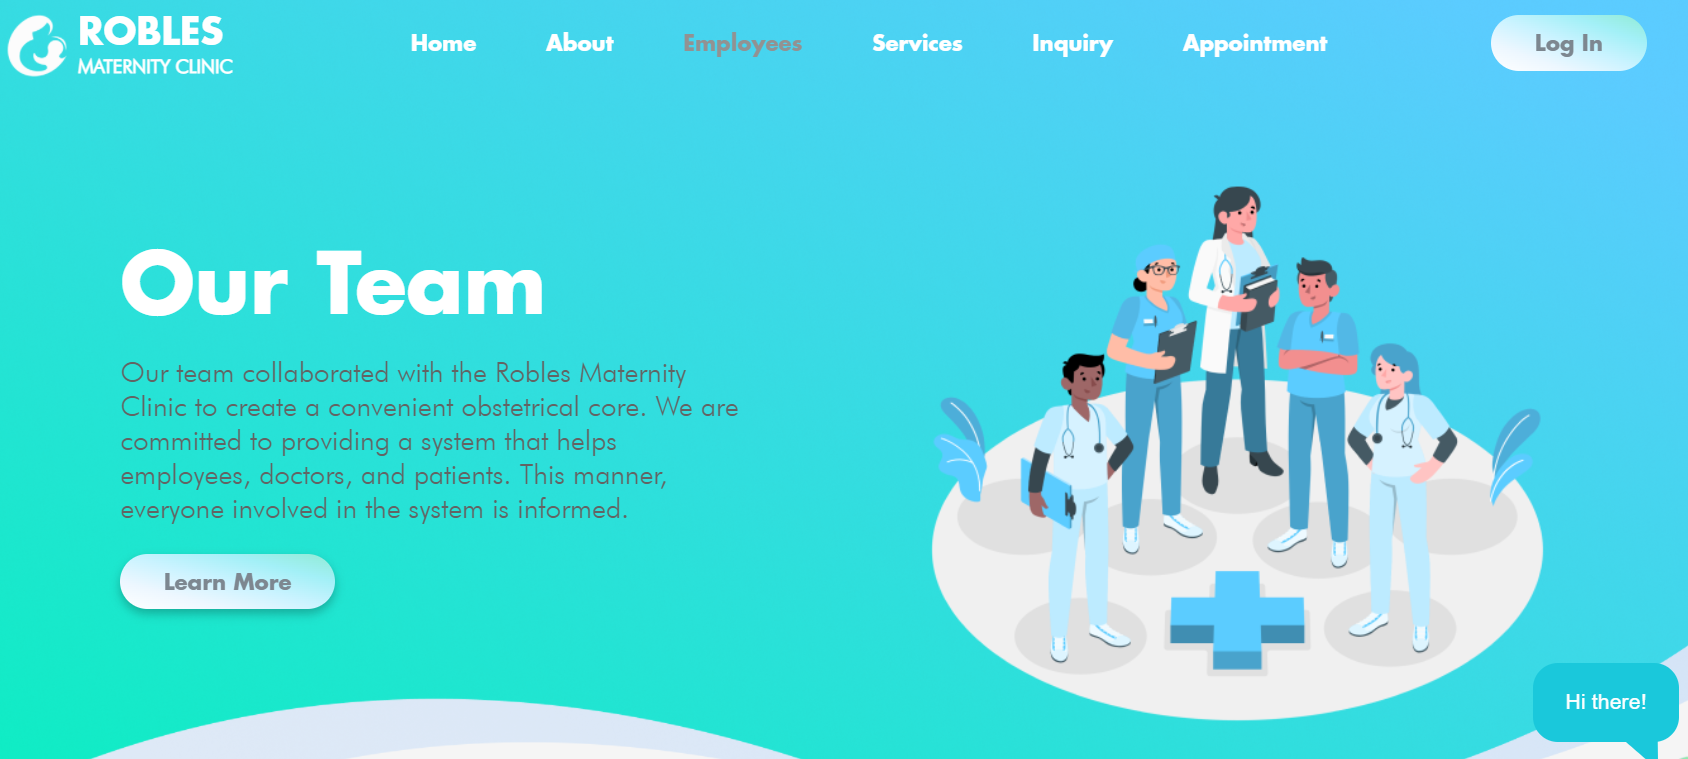 ROBLES
MATERNITY CLINIC
Home About Employees Services Inquiry Appointment Log In
Our Team
Our team collaborated with the Robles Maternity
Clinic to create a convenient obstetrical core. We are
committed to providing a system that helps
employees, doctors, and patients. This manner,
everyone involved in the system is informed.
Learn More
Hi there!